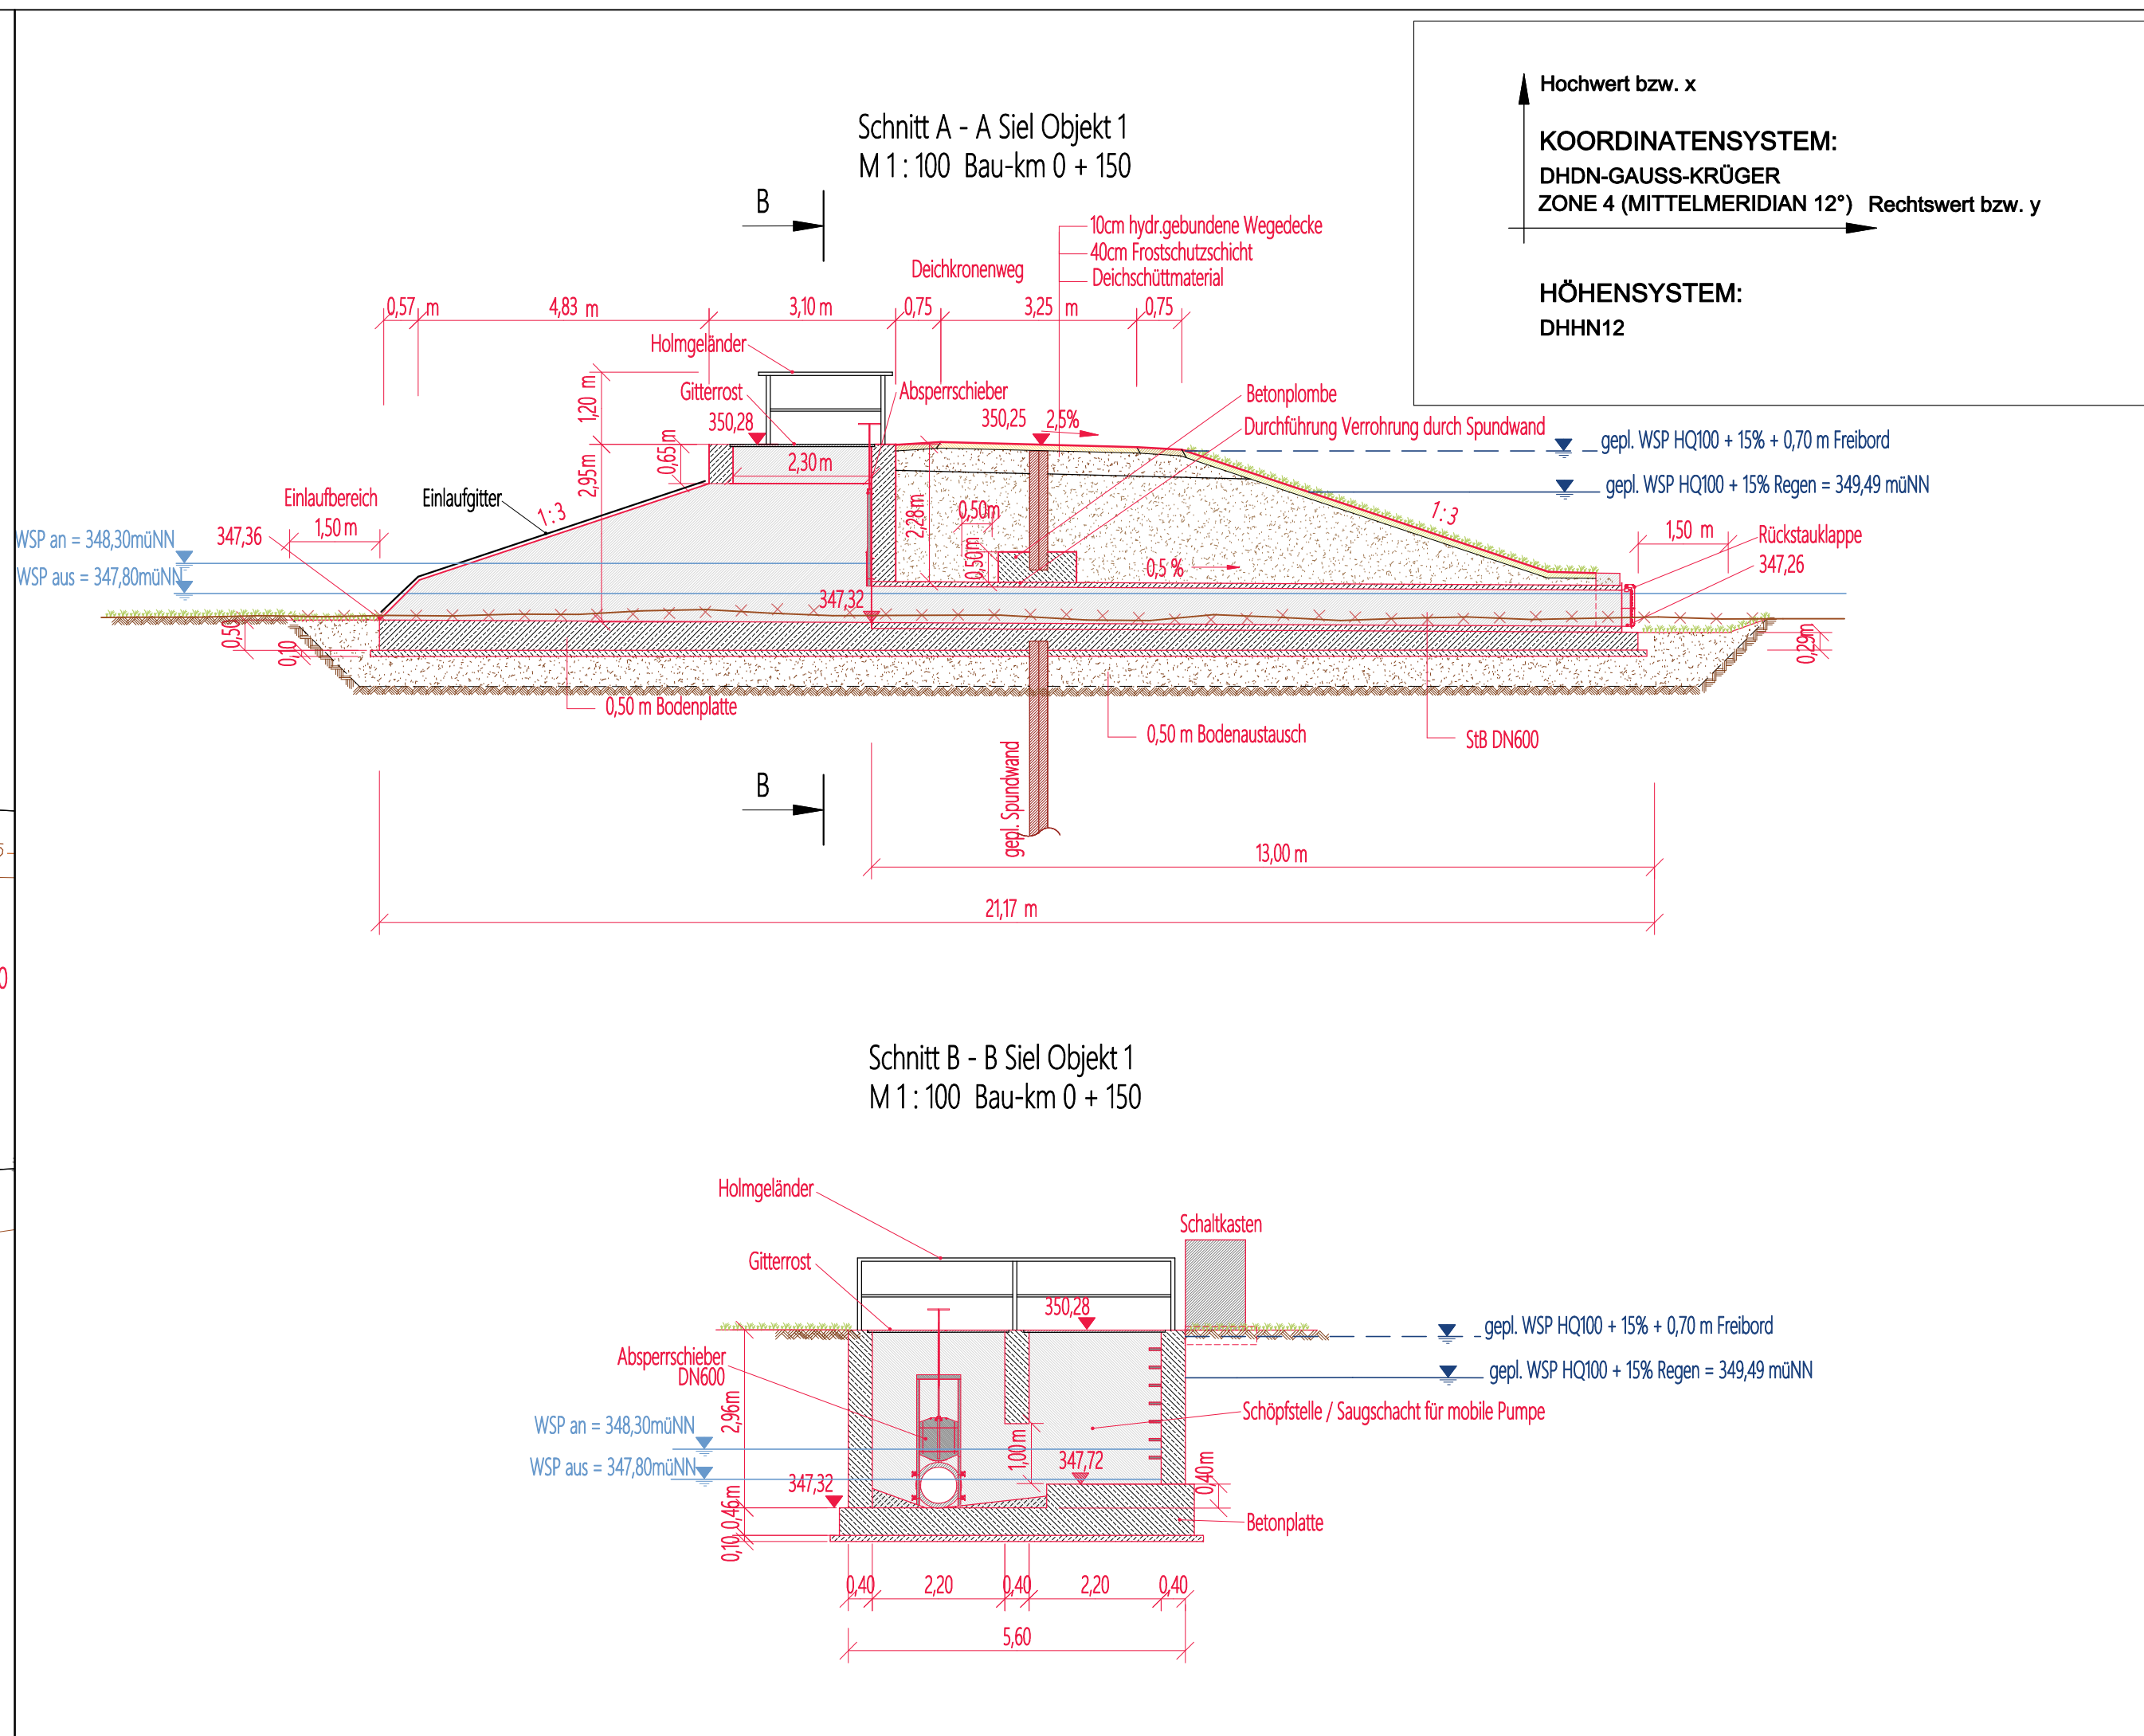 Hochwert bzw. x
KOORDINATENSYSTEM:
DHDN-GAUSS-KRÜGER
ZONE 4 (MITTELMERIDIAN 12°) Rechtswert bzw. y
HÖHENSYSTEM:
DHHN12
Schnitt A - A Siel Objekt 1
M 1 : 100 Bau-km 0 + 150
B
10cm hydr.gebundene Wegedecke
40cm Frostschutzschicht
Deichschüttmaterial
Deichkronenweg
0,57 m
4,83 m
3,10 m
0,75
3,25 m
0,75
Holmgeländer
Gitterrost
Absperrschieber
Betonplombe
Durchführung Verrohrung durch Spundwand
1,20 m
350,28
350,25
2,5%
gepl. WSP HQ100 + 15% + 0,70 m Freibord
gepl. WSP HQ100 + 15% Regen = 349,49 müNN
2,95m
0,65m
2,30 m
Einlaufbereich
Einlaufgitter
1 : 3
1,50 m
347,36
2,28m
0,50m
0,50m
1 : 3
1,50 m
Rückstauklappe
347,26
WSP an = 348,30müNN
WSP aus = 347,80müNN
0,5 %
347,32
0,50
0,10
0,29m
0,50 m Bodenplatte
0,50 m Bodenaustausch
StB DN600
gepl. Spundwand
B
13,00 m
21,17 m
5
0
Schnitt B - B Siel Objekt 1
M 1 : 100 Bau-km 0 + 150
Holmgeländer
Schaltkasten
Gitterrost
350,28
gepl. WSP HQ100 + 15% + 0,70 m Freibord
gepl. WSP HQ100 + 15% Regen = 349,49 müNN
Absperrschieber
DN600
2,96m
Schöpfstelle / Saugschacht für mobile Pumpe
WSP an = 348,30müNN
WSP aus = 347,80müNN
1,00m
347,72
347,32
0,40m
0,46m
0,10
Betonplatte
0,40
2,20
0,40
2,20
0,40
5,60